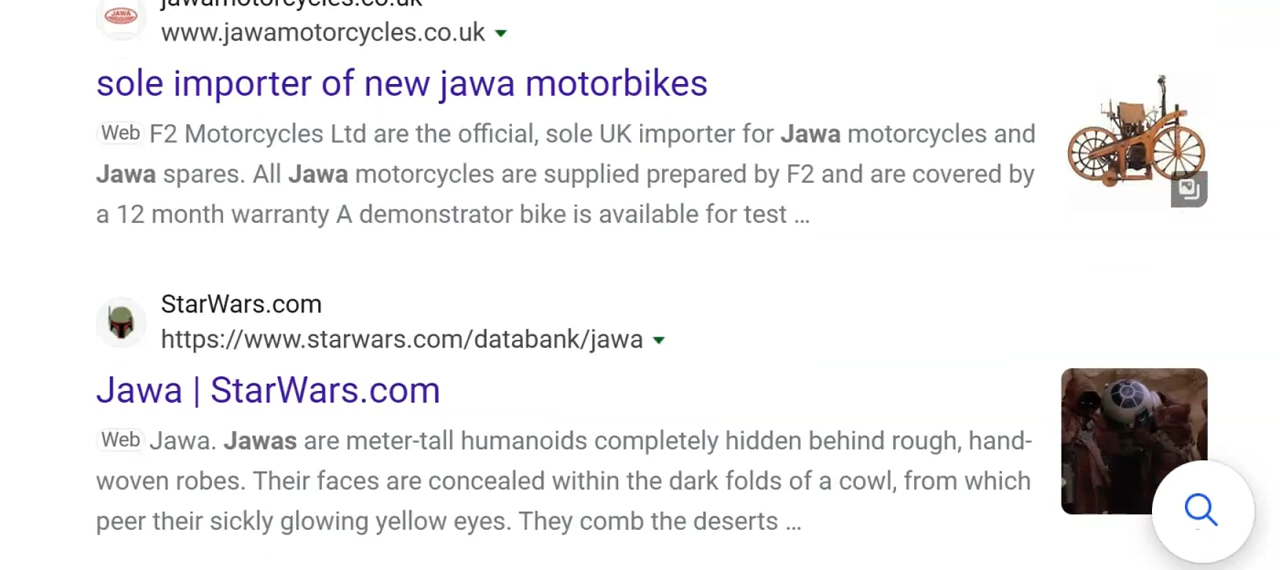 jawamotorcycles.co.uk
www.jawamotorcycles.co.uk
sole importer of new jawa motorbikes
Web F2 Motorcycles Ltd are the official, sole UK importer for Jawa motorcycles and
Jawa spares. All Jawa motorcycles are supplied prepared by F2 and are covered by
a 12 month warranty A demonstrator bike is available for test ...
StarWars.com
https://www.starwars.com/databank/jawa
Jawa | StarWars.com
Web Jawa. Jawas are meter-tall humanoids completely hidden behind rough, hand-
woven robes. Their faces are concealed within the dark folds of a cowl, from which
peer their sickly glowing yellow eyes. They comb the deserts ...